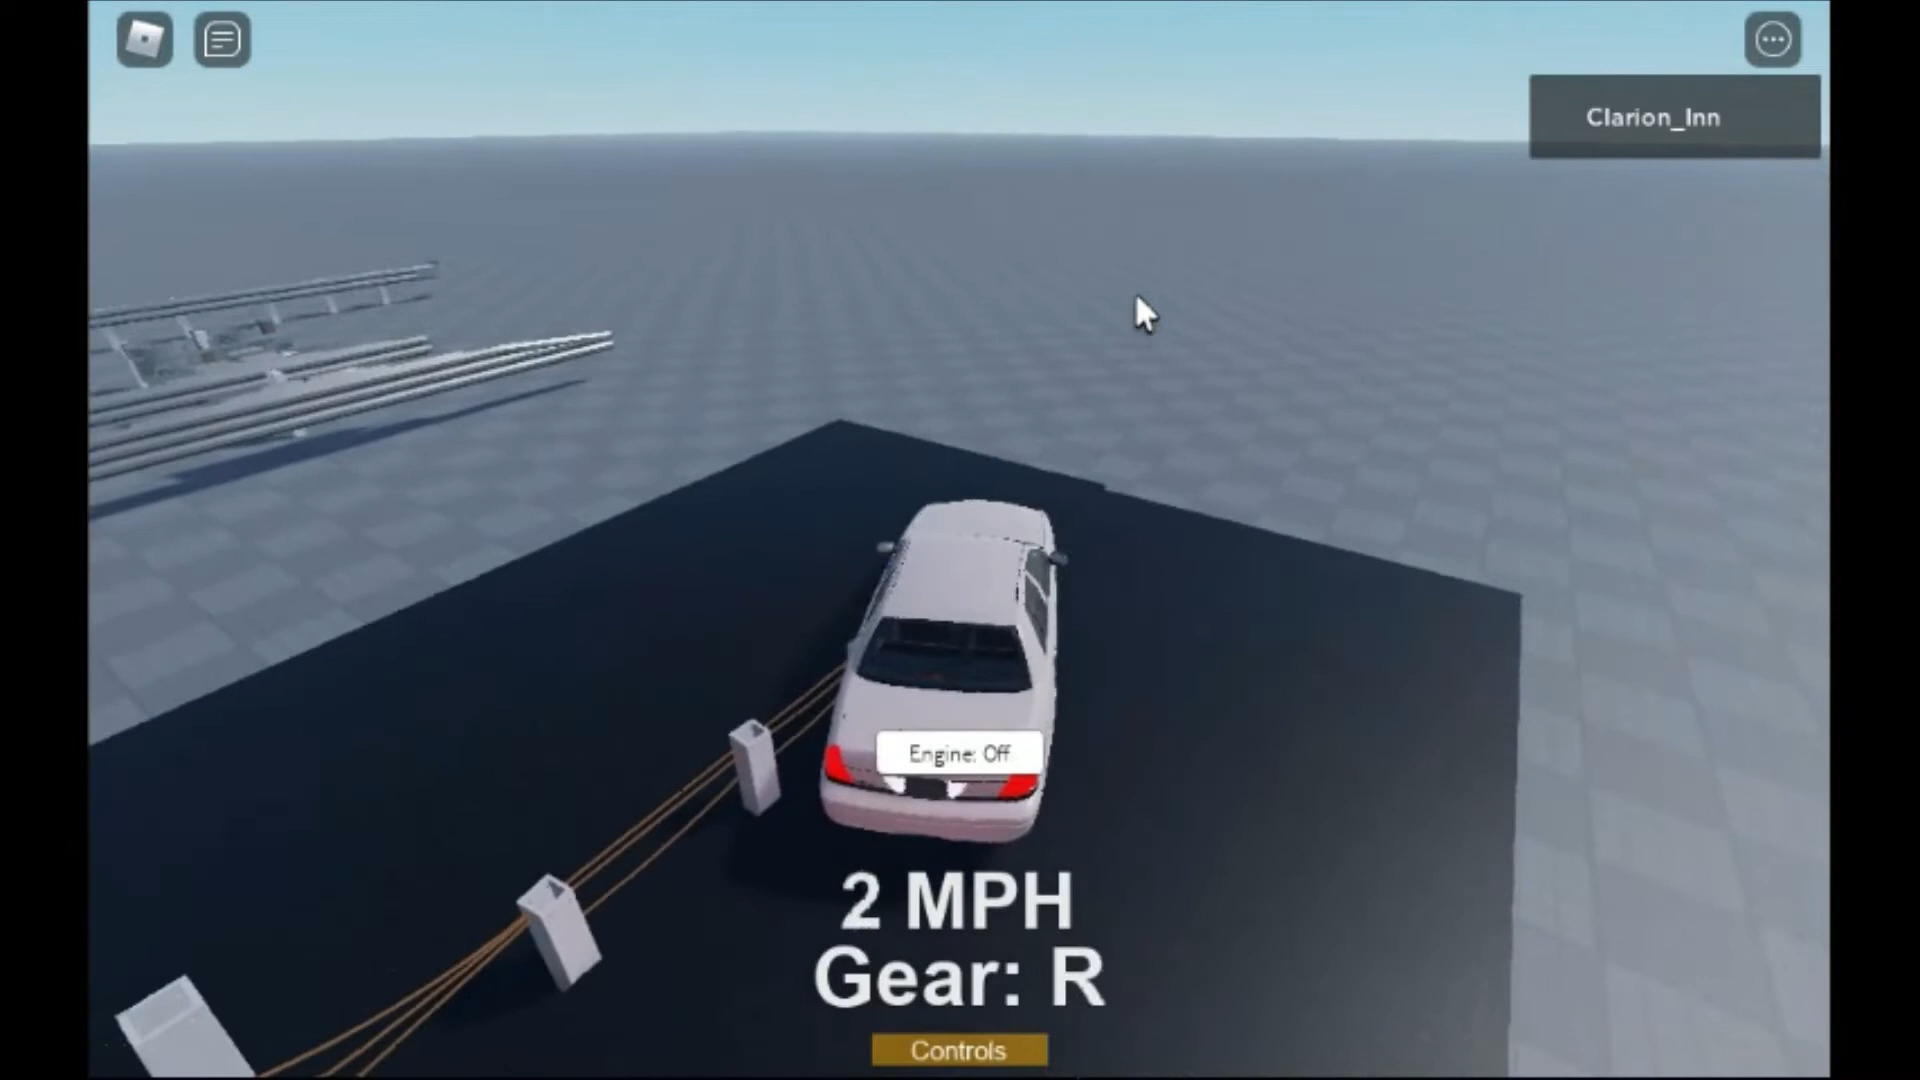 Clarion_Inn
Engine: Off
2 MPH
Gear: R
Controls